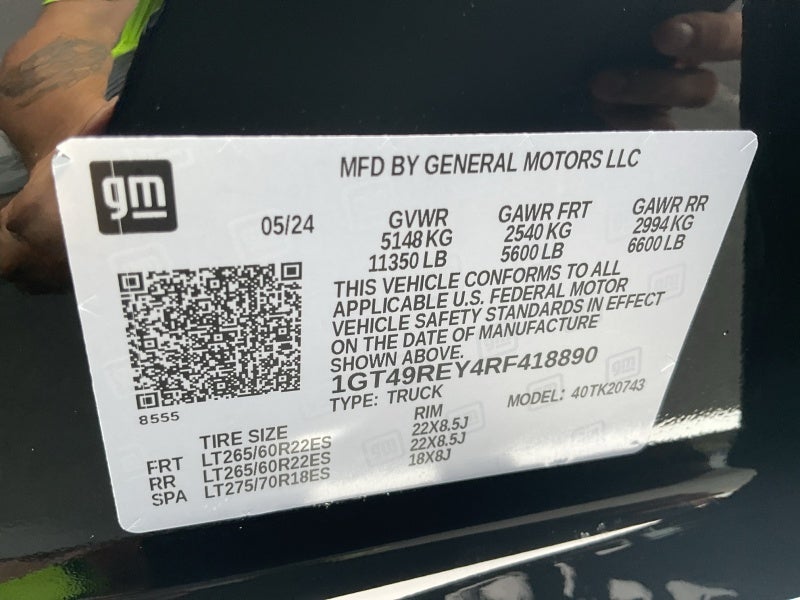 gm
MFD BY GENERAL MOTORS LLC
05/24
GVWR GAWR FRT GAWR RR
5148 KG 2540 KG 2994 KG
11350 LB 5600 LB 6600 LB
THIS VEHICLE CONFORMS TO ALL
APPLICABLE U.S. FEDERAL MOTOR
VEHICLE SAFETY STANDARDS IN EFFECT
ON THE DATE OF MANUFACTURE
SHOWN ABOVE.
1GT49REY4RF418890
TYPE: TRUCK MODEL: 40TK20743
8555
TIRE SIZE RIM
FRT LT265/60R22ES 22X8.5J
RR LT265/60R22ES 22X8.5J
SPA LT275/70R18ES 18X8J